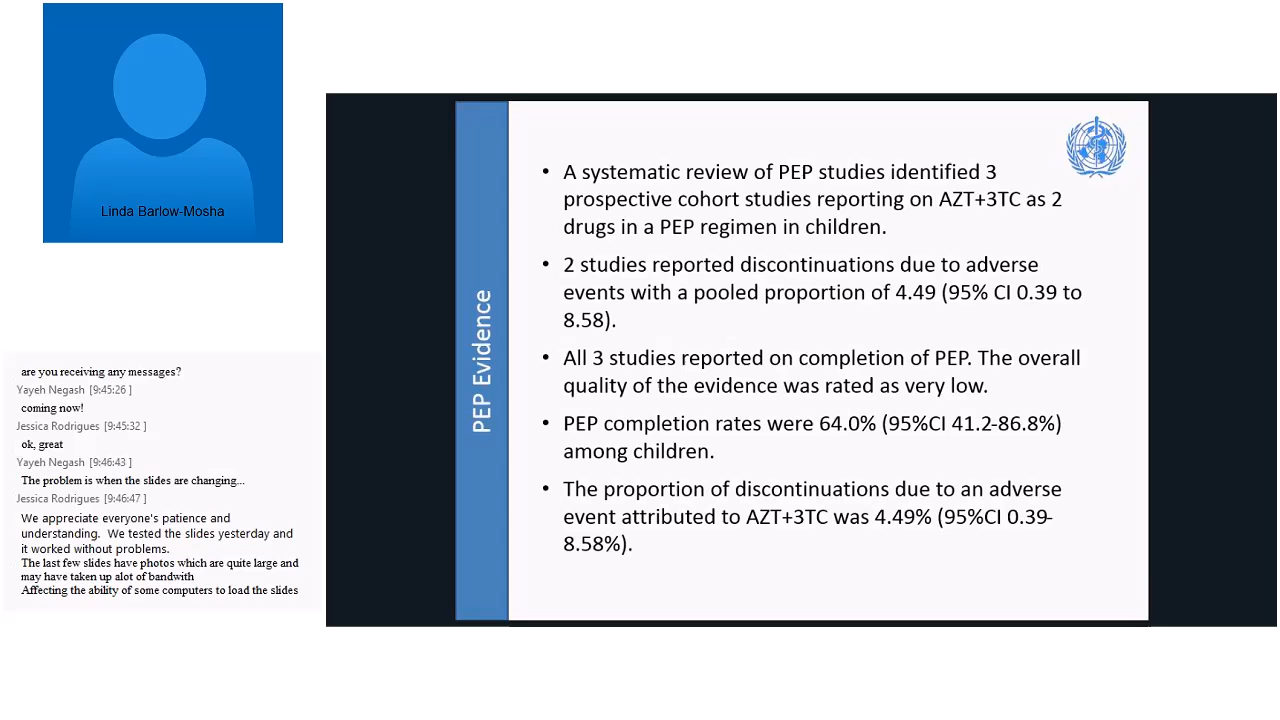 Linda Barlow-Mosha
are you receiving any messages?
Yayeh Negash [9:45:26 ]
coming now!
Jessica Rodrigues [9:45:32 ]
ok, great
Yayeh Negash [9:46:43 ]
The problem is when the slides are changing...
Jessica Rodrigues [9:46:47 ]
We appreciate everyone's patience and
understanding.  We tested the slides yesterday and
it worked without problems.
The last few slides have photos which are quite large and
may have taken up alot of bandwith
Affecting the ability of some computers to load the slides
PEP Evidence
• A systematic review of PEP studies identified 3
prospective cohort studies reporting on AZT+3TC as 2
drugs in a PEP regimen in children.
• 2 studies reported discontinuations due to adverse
events with a pooled proportion of 4.49 (95% CI 0.39 to
8.58).
• All 3 studies reported on completion of PEP. The overall
quality of the evidence was rated as very low.
• PEP completion rates were 64.0% (95%CI 41.2-86.8%)
among children.
• The proportion of discontinuations due to an adverse
event attributed to AZT+3TC was 4.49% (95%CI 0.39-
8.58%).